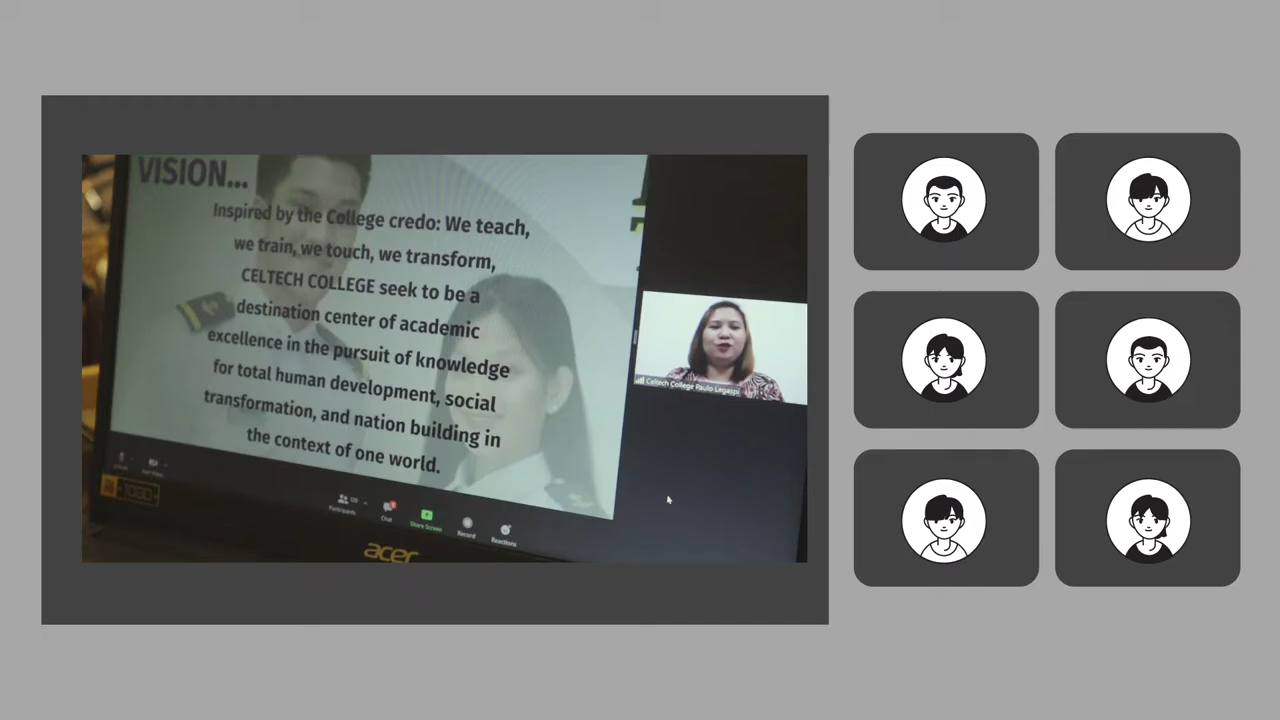 VISION...
Inspired by the College credo: We teach,
we train, we touch, we transform,
CELTECH COLLEGE seek to be a
destination center of academic
excellence in the pursuit of knowledge
for total human development, social
transformation, and nation building in
the context of one world.
Celtech College Paulo Legaspi
Participants
Chat
Share Screen
Record
Reactions
1080
acer